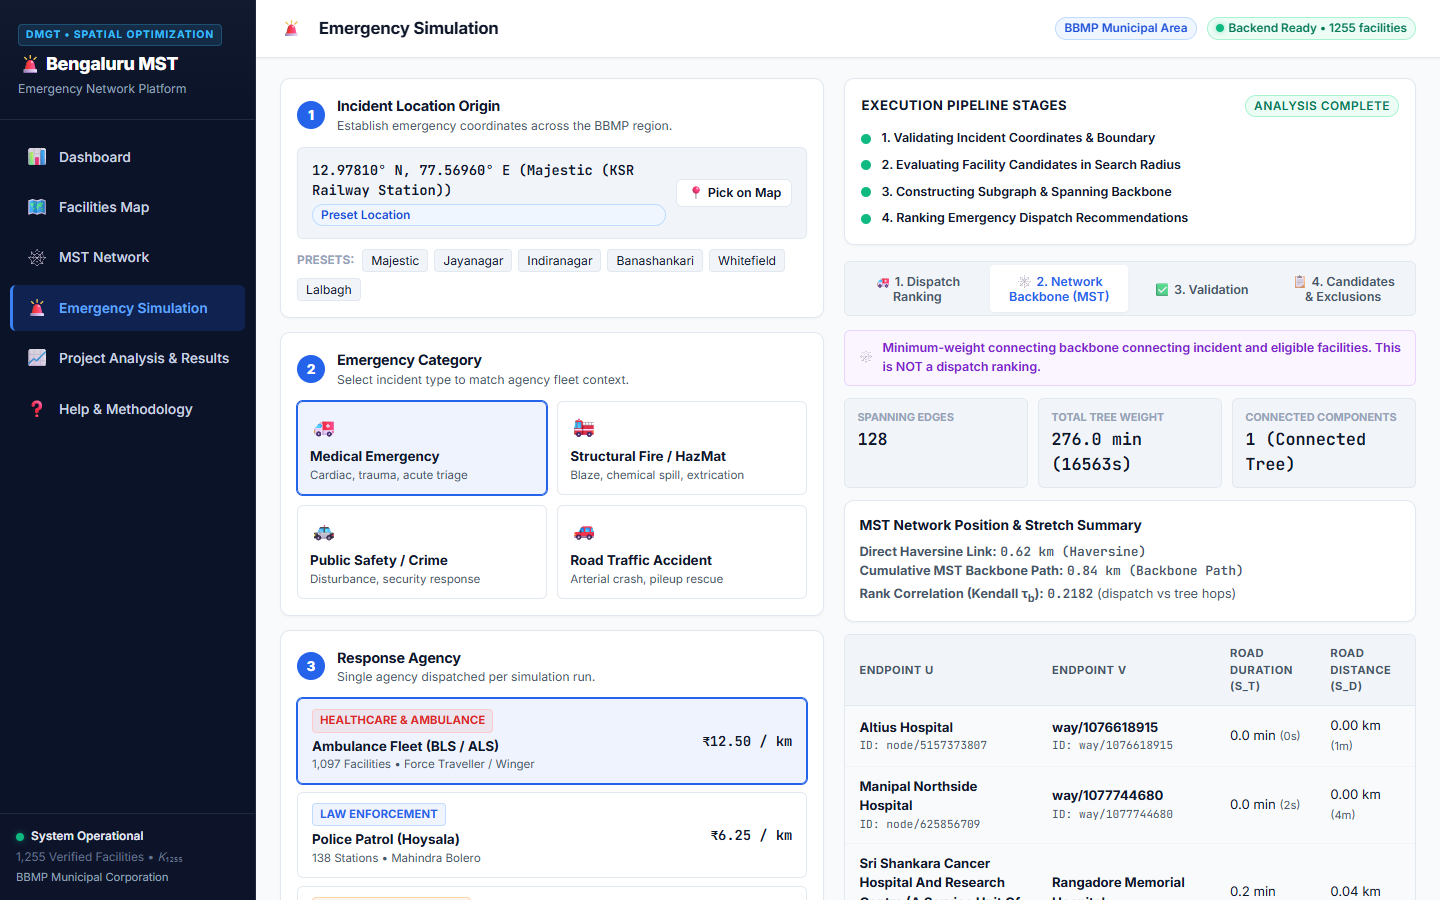 DMGT • SPATIAL OPTIMIZATION
Bengaluru MST
Emergency Network Platform
Dashboard
Facilities Map
MST Network
Emergency Simulation
Project Analysis & Results
Help & Methodology
System Operational
1,255 Verified Facilities • K₁₂₅₅
BBMP Municipal Corporation
Emergency Simulation
BBMP Municipal Area
Backend Ready • 1255 facilities
1
Incident Location Origin
Establish emergency coordinates across the BBMP region.
12.97810° N, 77.56960° E (Majestic (KSR
Railway Station))
Preset Location
Pick on Map
PRESETS:
Majestic
Jayanagar
Indiranagar
Banashankari
Whitefield
Lalbagh
2
Emergency Category
Select incident type to match agency fleet context.
Medical Emergency
Cardiac, trauma, acute triage
Structural Fire / HazMat
Blaze, chemical spill, extrication
Public Safety / Crime
Disturbance, security response
Road Traffic Accident
Arterial crash, pileup rescue
3
Response Agency
Single agency dispatched per simulation run.
HEALTHCARE & AMBULANCE
Ambulance Fleet (BLS / ALS)
1,097 Facilities • Force Traveller / Winger
₹12.50 / km
LAW ENFORCEMENT
Police Patrol (Hoysala)
138 Stations • Mahindra Bolero
₹6.25 / km
EXECUTION PIPELINE STAGES
ANALYSIS COMPLETE
1. Validating Incident Coordinates & Boundary
2. Evaluating Facility Candidates in Search Radius
3. Constructing Subgraph & Spanning Backbone
4. Ranking Emergency Dispatch Recommendations
1. Dispatch
Ranking
2. Network
Backbone (MST)
3. Validation
4. Candidates
& Exclusions
Minimum-weight connecting backbone connecting incident and eligible facilities. This
is NOT a dispatch ranking.
SPANNING EDGES
128
TOTAL TREE WEIGHT
276.0 min
(16563s)
CONNECTED COMPONENTS
1 (Connected
Tree)
MST Network Position & Stretch Summary
Direct Haversine Link: 0.62 km (Haversine)
Cumulative MST Backbone Path: 0.84 km (Backbone Path)
Rank Correlation (Kendall τb): 0.2182 (dispatch vs tree hops)
ENDPOINT U
ENDPOINT V
ROAD
DURATION
(S_T)
ROAD
DISTANCE
(S_D)
Altius Hospital
ID: node/5157373807
way/1076618915
ID: way/1076618915
0.0 min (0s)
0.00 km
(1m)
Manipal Northside
Hospital
ID: node/625856709
way/1077744680
ID: way/1077744680
0.0 min (2s)
0.00 km
(4m)
Sri Shankara Cancer
Hospital And Research
Rangadore Memorial
0.2 min
0.04 km